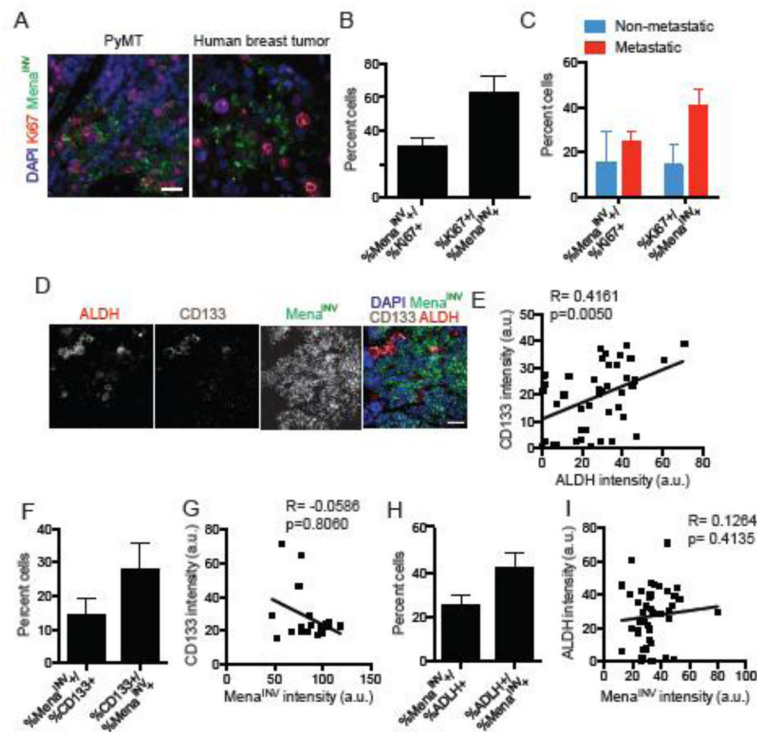 A
PyMT
Human breast tumor
DAPI Ki67 Mena^INV
B
Percent cells
80
60
40
20
0
%Mena^INV+/
%Ki67+
%Ki67+/
%Mena^INV+
C
Non-metastatic
Metastatic
Percent cells
60
40
20
0
%Mena^INV+/
%Ki67+
%Ki67+/
%Mena^INV+
D
ALDH
CD133
Mena^INV
DAPI Mena^INV
CD133 ALDH
E
R= 0.4161
p=0.0050
CD133 intensity (a.u.)
50
40
30
20
10
0
0 20 40 60 80
ALDH intensity (a.u.)
F
Percent cells
40
30
20
10
0
%Mena^INV+/
%CD133+
%CD133+/
%Mena^INV+
G
R= -0.0586
p=0.8060
CD133 intensity (a.u.)
80
60
40
20
0
0 50 100 150
Mena^INV intensity (a.u.)
H
Percent cells
60
40
20
0
%Mena^INV+/
%ADLH+
%ADLH+/
%Mena^INV+
I
R= 0.1264
p= 0.4135
ALDH intensity (a.u.)
80
60
40
20
0
0 20 40 60 80 100
Mena^INV intensity (a.u.)